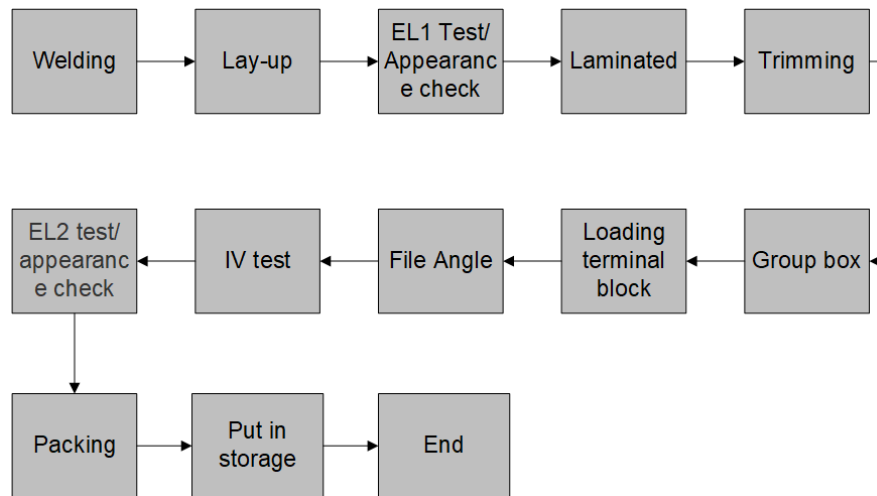 Welding
Lay-up
EL1 Test/
Appearanc
e check
Laminated
Trimming
EL2 test/
appearanc
e check
IV test
File Angle
Loading
terminal
block
Group box
Packing
Put in
storage
End